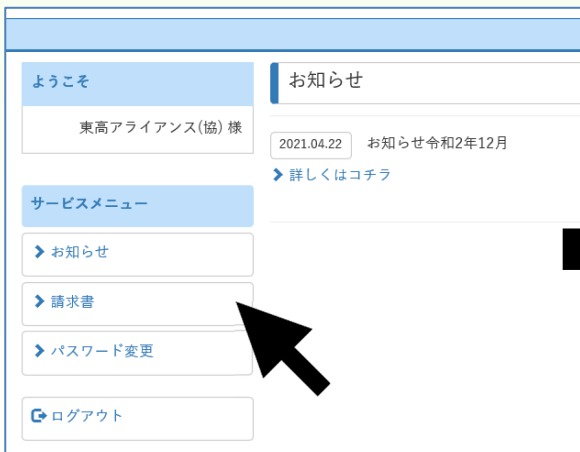 ようこそ
東高アライアンス(協) 様
サービスメニュー
お知らせ
請求書
パスワード変更
ログアウト
お知らせ
2021.04.22 お知らせ令和2年12月
詳しくはコチラ